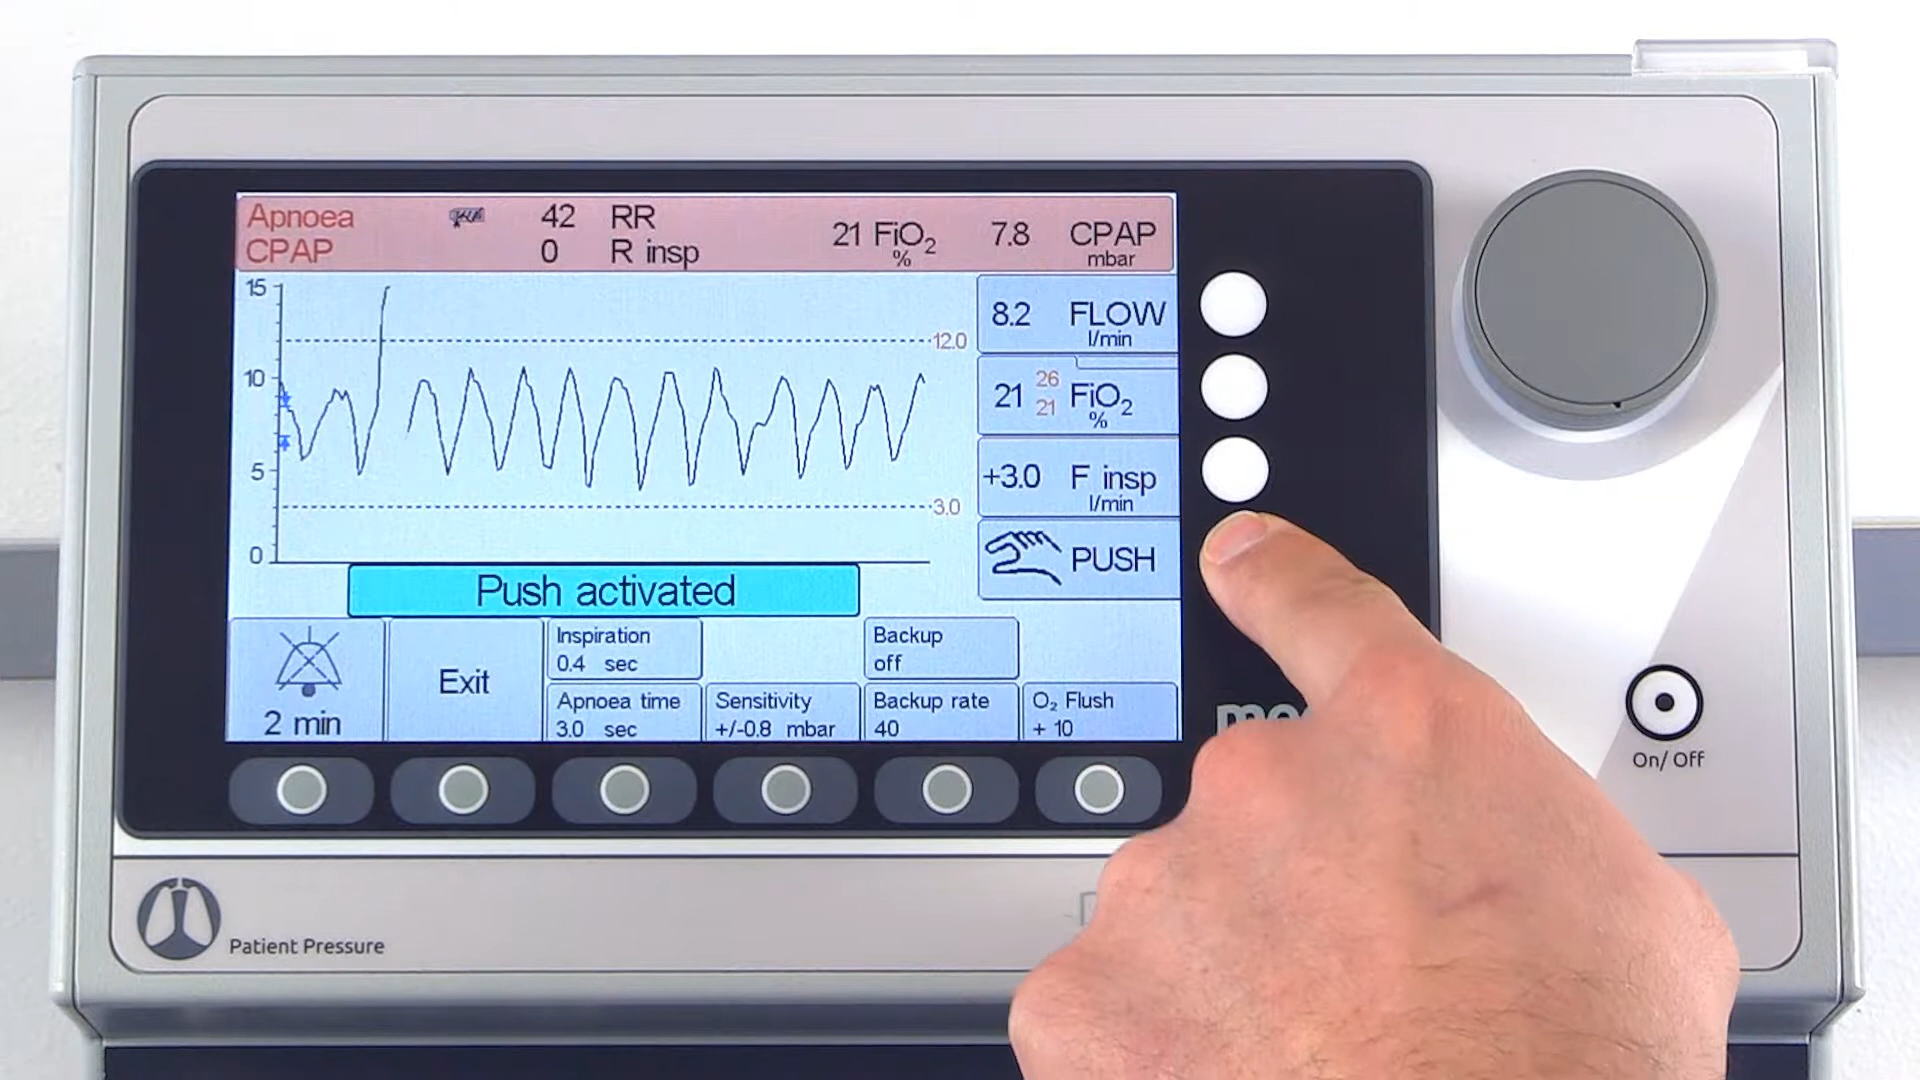 Apnoea 42 RR 21 FiO₂ 7.8 CPAP
CPAP 0 R insp % mbar
15
12.0
10
5
3.0
0
8.2 FLOW
l/min
21 26 21 FiO₂
%
+3.0 F insp
l/min
PUSH
Push activated
2 min
Exit
Inspiration
0.4 sec
Backup
off
Apnoea time
3.0 sec
Sensitivity
+/-0.8 mbar
Backup rate
40
O₂ Flush
+ 10
On/ Off
Patient Pressure